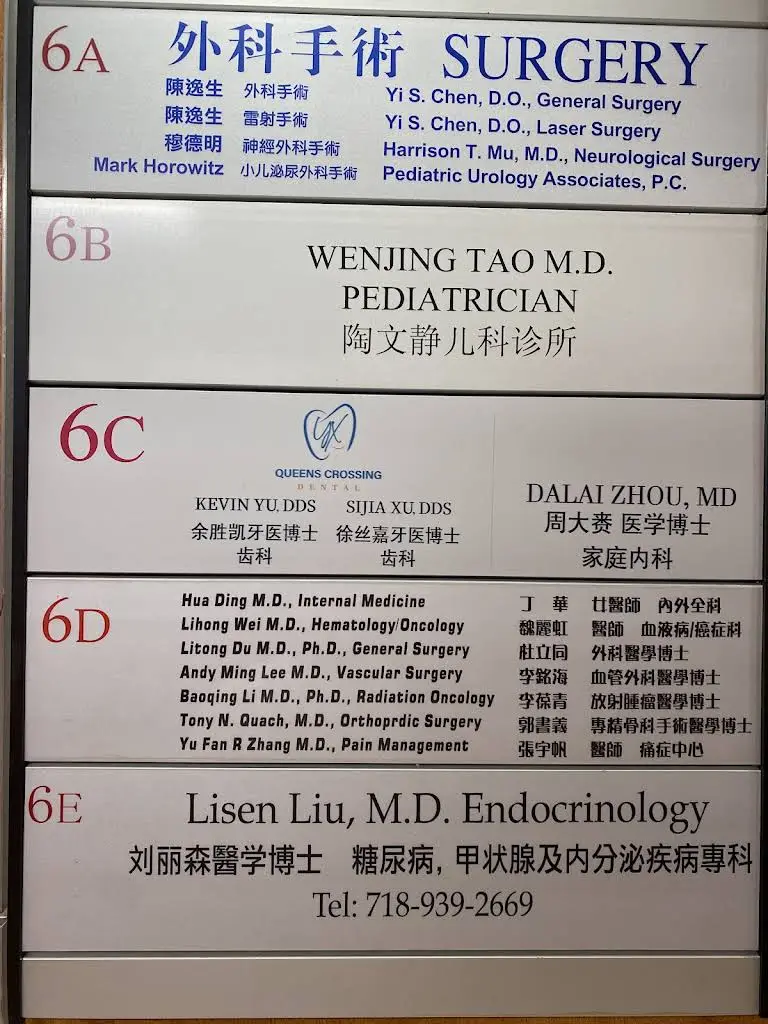 6A
外科手術 SURGERY
陳逸生 外科手術 Yi S. Chen, D.O., General Surgery
陳逸生 雷射手術 Yi S. Chen, D.O., Laser Surgery
穆德明 神經外科手術 Harrison T. Mu, M.D., Neurological Surgery
Mark Horowitz 小儿泌尿外科手術 Pediatric Urology Associates, P.C.
6B
WENJING TAO M.D.
PEDIATRICIAN
陶文静儿科诊所
6C
QUEENS CROSSING
DENTAL
KEVIN YU, DDS SIJIA XU, DDS
余胜凯牙医博士 徐丝嘉牙医博士
齿科 齿科
DALAI ZHOU, MD
周大赉 医学博士
家庭内科
6D
Hua Ding M.D., Internal Medicine 丁 華 女醫師 內外全科
Lihong Wei M.D., Hematology/Oncology 魏麗虹 醫師 血液病/癌症科
Litong Du M.D., Ph.D., General Surgery 杜立同 外科醫學博士
Andy Ming Lee M.D., Vascular Surgery 李銘海 血管外科醫學博士
Baoqing Li M.D., Ph.D., Radiation Oncology 李葆青 放射腫瘤醫學博士
Tony N. Quach, M.D., Orthoprdic Surgery 郭書義 專精骨科手術醫學博士
Yu Fan R Zhang M.D., Pain Management 張宇帆 醫師 痛症中心
6E
Lisen Liu, M.D. Endocrinology
刘丽森醫学博士 糖尿病, 甲状腺及内分泌疾病專科
Tel: 718-939-2669